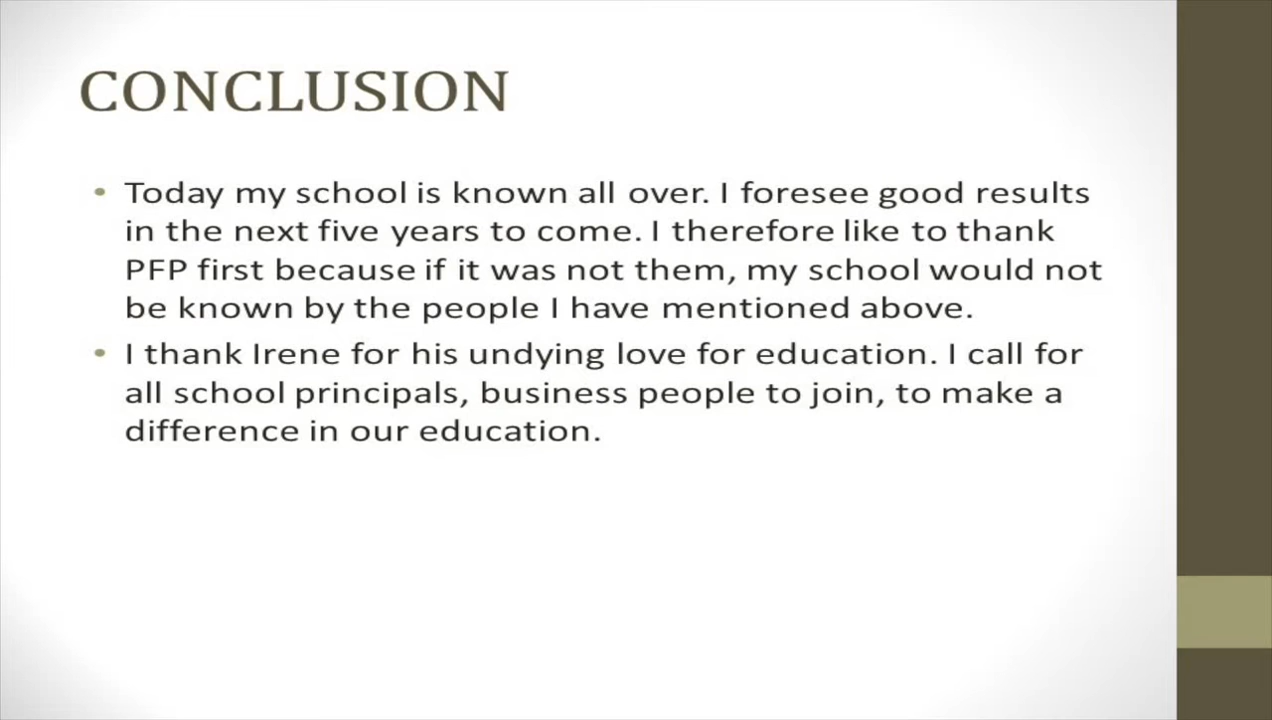 CONCLUSION
• Today my school is known all over. I foresee good results
in the next five years to come. I therefore like to thank
PFP first because if it was not them, my school would not
be known by the people I have mentioned above.
• I thank Irene for his undying love for education. I call for
all school principals, business people to join, to make a
difference in our education.